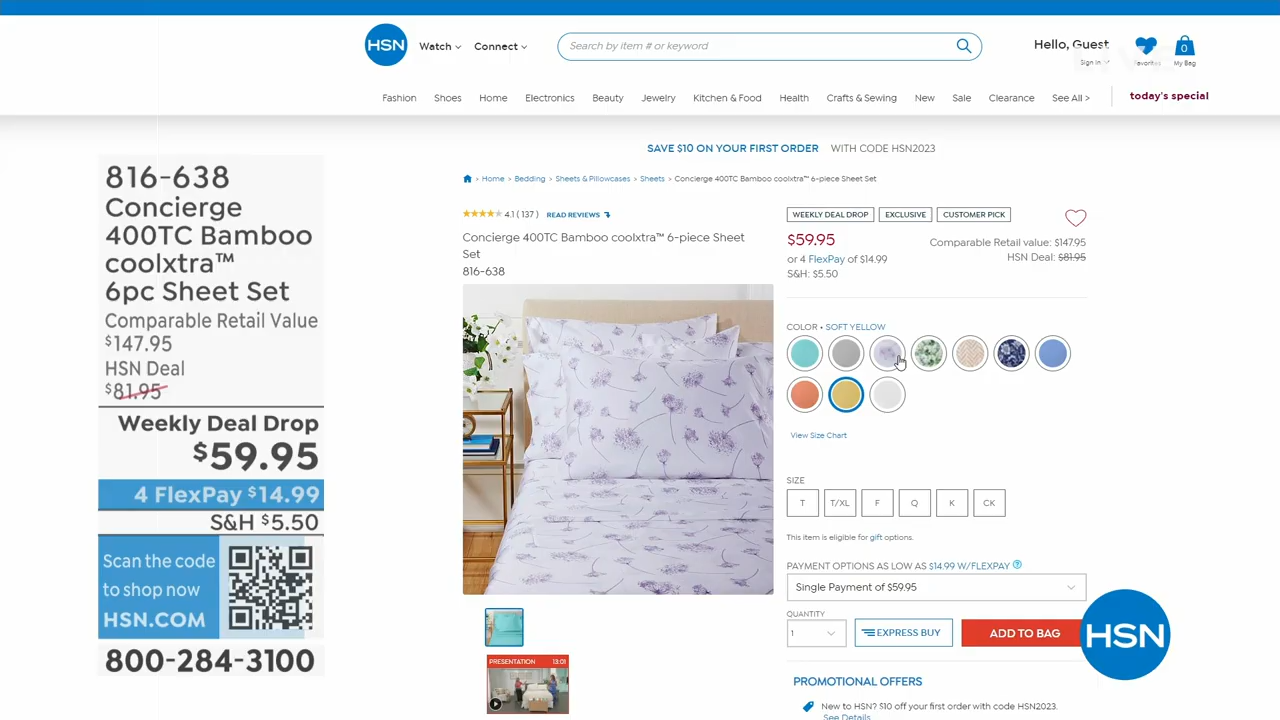 HSN
Watch
Connect
Search by item # or keyword
Hello, Guest
Sign In
Favorites
0
My Bag
Fashion
Shoes
Home
Electronics
Beauty
Jewelry
Kitchen & Food
Health
Crafts & Sewing
New
Sale
Clearance
See All >
today's special
SAVE $10 ON YOUR FIRST ORDER WITH CODE HSN2023
Home > Bedding > Sheets & Pillowcases > Sheets > Concierge 400TC Bamboo coolxtra™ 6-piece Sheet Set
816-638
Concierge
400TC Bamboo
coolxtra™
6pc Sheet Set
Comparable Retail Value
$147.95
HSN Deal
$81.95
Weekly Deal Drop
$59.95
4 FlexPay $14.99
S&H $5.50
Scan the code
to shop now
HSN.COM
800-284-3100
4.1 ( 137 ) READ REVIEWS
Concierge 400TC Bamboo coolxtra™ 6-piece Sheet
Set
816-638
PRESENTATION 13:01
WEEKLY DEAL DROP
EXCLUSIVE
CUSTOMER PICK
$59.95
Comparable Retail value: $147.95
or 4 FlexPay of $14.99
HSN Deal: $81.95
S&H: $5.50
COLOR • SOFT YELLOW
View Size Chart
SIZE
T
T/XL
F
Q
K
CK
This item is eligible for gift options.
PAYMENT OPTIONS AS LOW AS $14.99 W/FLEXPAY
Single Payment of $59.95
QUANTITY
1
EXPRESS BUY
ADD TO BAG
HSN
PROMOTIONAL OFFERS
New to HSN? $10 off your first order with code HSN2023.
See Details